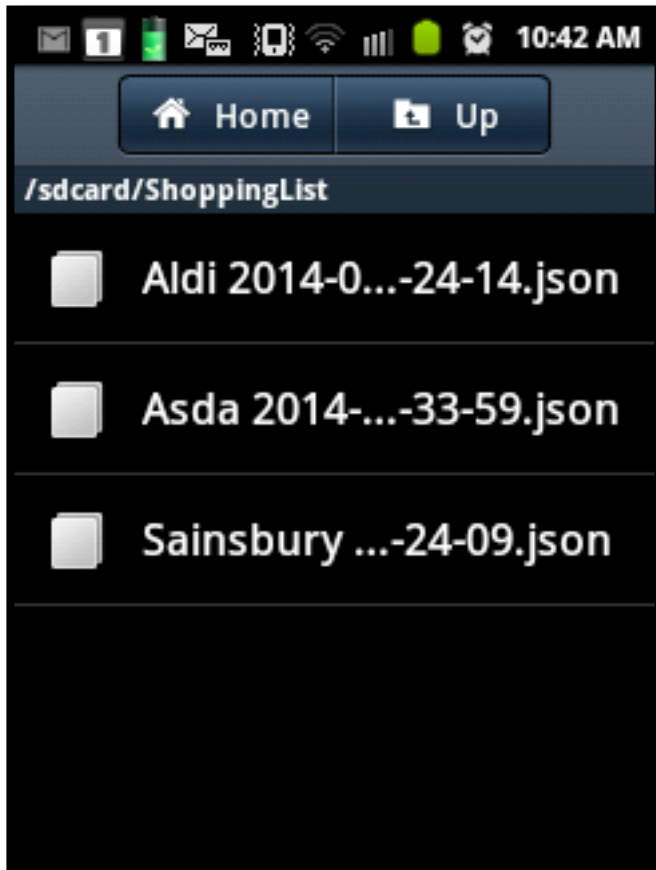 1 10:42 AM
Home Up
/sdcard/ShoppingList
Aldi 2014-0...-24-14.json
Asda 2014-...-33-59.json
Sainsbury ...-24-09.json